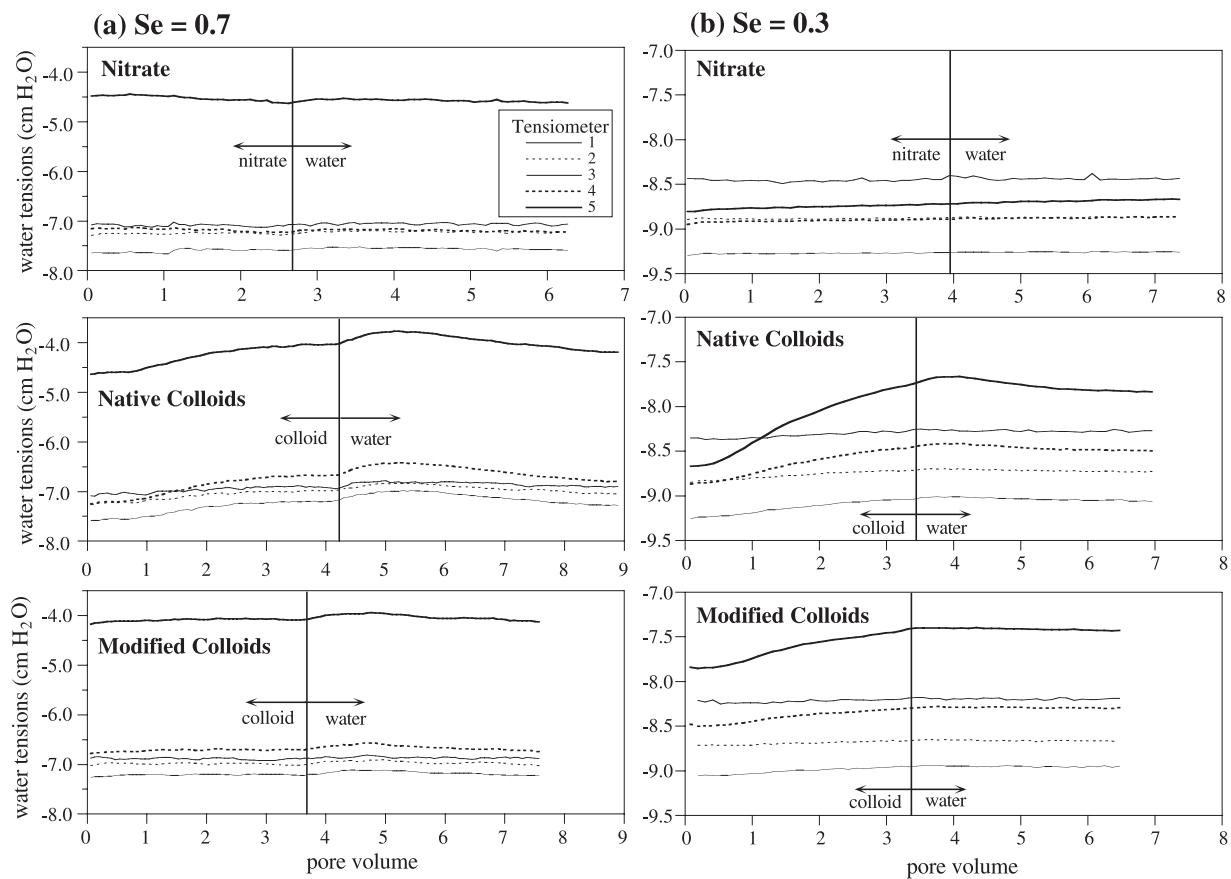 (a) Se = 0.7
(b) Se = 0.3
water tensions (cm H2O)
Nitrate
-4.5
-5.0
-6.0
-7.0
-8.0
nitrate water
Tensiometer
1
2
3
4
5
0 1 2 3 4 5 6 7
Nitrate
-7.0
-7.5
-8.0
-8.5
-9.0
-9.5
nitrate water
0 1 2 3 4 5 6 7 8
water tensions (cm H2O)
Native Colloids
-4.0
-5.0
-6.0
-7.0
-8.0
colloid water
0 1 2 3 4 5 6 7 8 9
Native Colloids
-7.0
-7.5
-8.0
-8.5
-9.0
-9.5
colloid water
0 1 2 3 4 5 6 7 8
water tensions (cm H2O)
Modified Colloids
-4.0
-5.0
-6.0
-7.0
-8.0
colloid water
0 1 2 3 4 5 6 7 8 9
pore volume
Modified Colloids
-7.0
-7.5
-8.0
-8.5
-9.0
-9.5
colloid water
0 1 2 3 4 5 6 7 8
pore volume